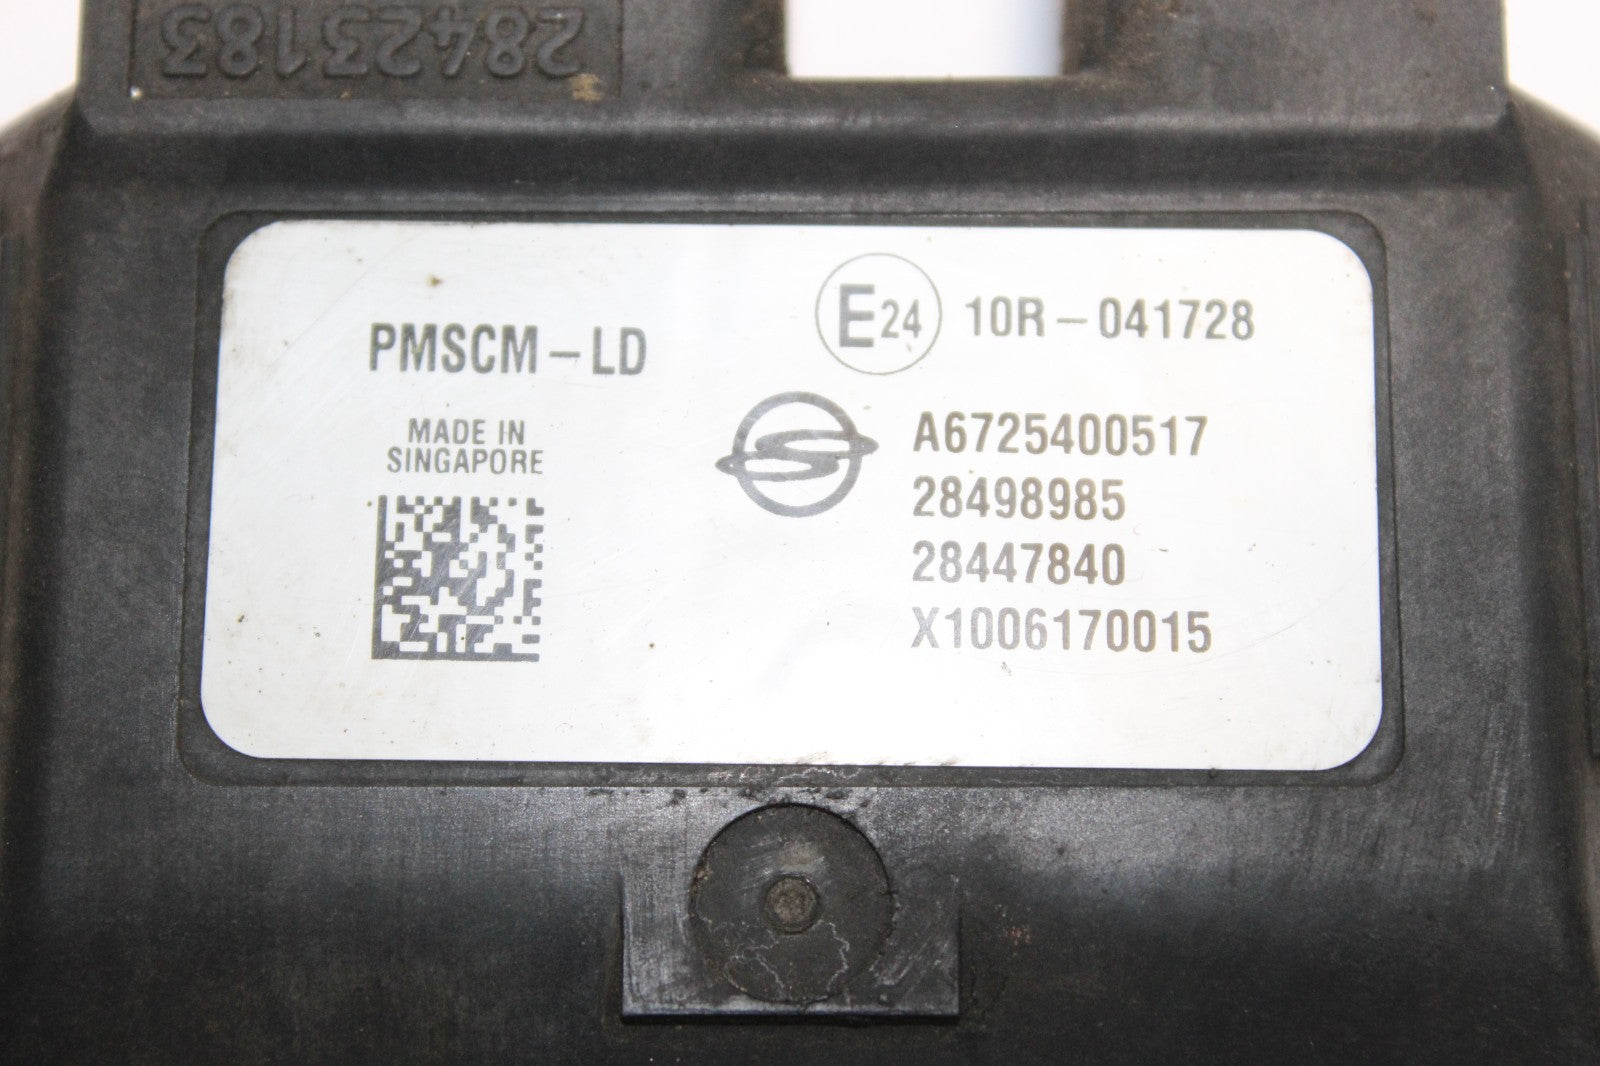 28423183
PMSCM-LD
MADE IN
SINGAPORE
E24 10R-041728
A6725400517
28498985
28447840
X1006170015